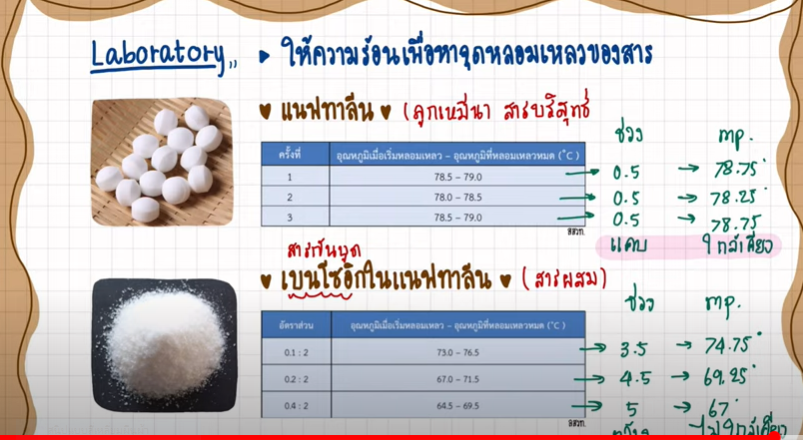 Laboratory,, ▸ ให้ความร้อนเพื่อหาจุดหลอมเหลวของสาร
♥ แนฟทาลีน ♥ (ลูกเหม็น สารบริสุทธ์
ช่วง mp.
ครั้งที่ อุณหภูมิเมื่อเริ่มหลอมเหลว – อุณหภูมิที่หลอมเหลวหมด (°C)
1 78.5 – 79.0 → 0.5 → 78.75°
2 78.0 – 78.5 → 0.5 → 78.25°
3 78.5 – 79.0 → 0.5 → 78.75
สสวท.
แคบ ใกล้เคียง
♥ เบนโซอิกในแนฟทาลีน ♥ (สารผสม)
ช่วง mp.
อัตราส่วน อุณหภูมิเมื่อเริ่มหลอมเหลว – อุณหภูมิที่หลอมเหลวหมด (°C)
0.1 : 2 73.0 – 76.5 → 3.5 → 74.75°
0.2 : 2 67.0 – 71.5 → 4.5 → 69.25°
0.4 : 2 64.5 – 69.5 → 5 → 67°
สสวท.
ไม่ใกล้เคียง